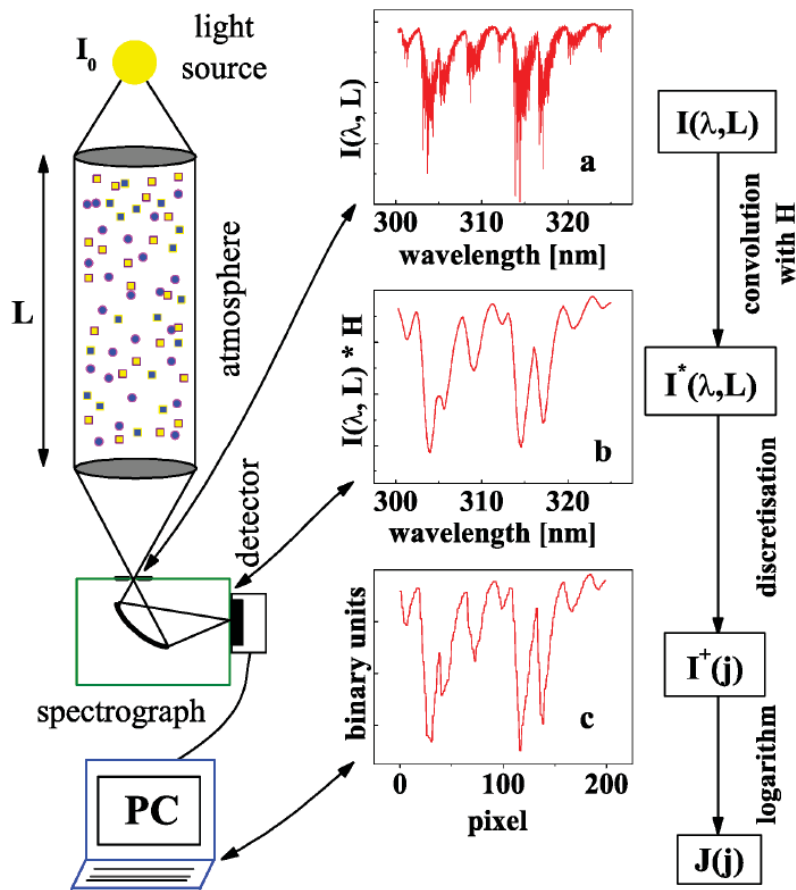 I₀
light
source
L
atmosphere
detector
spectrograph
PC
I(λ,L)
a
300 310 320
wavelength [nm]
I(λ, L) * H
b
300 310 320
wavelength [nm]
binary units
c
0 100 200
pixel
I(λ,L)
convolution
with H
I*(λ,L)
discretisation
I⁺(j)
logarithm
J(j)